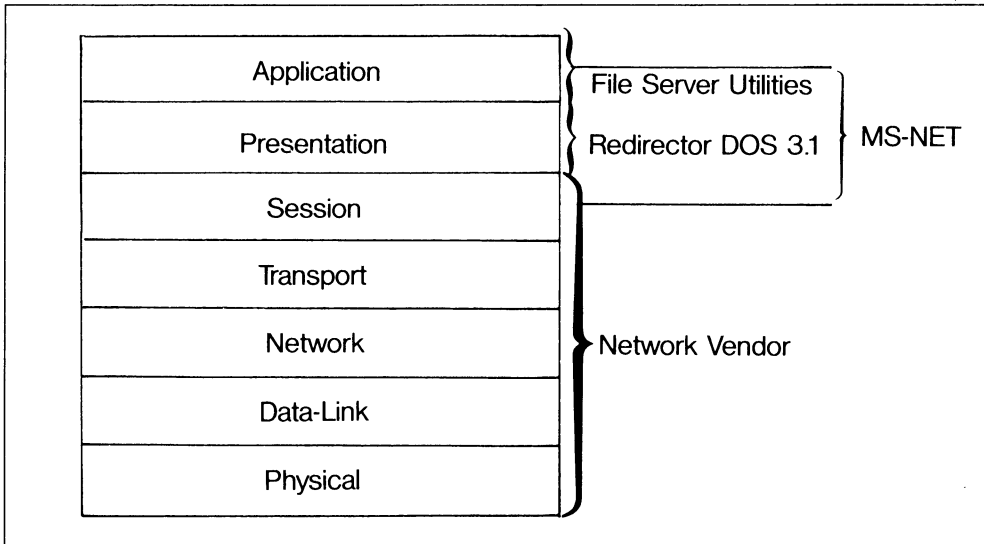 Application
File Server Utilities
Presentation
Redirector DOS 3.1
MS-NET
Session
Transport
Network
Network Vendor
Data-Link
Physical